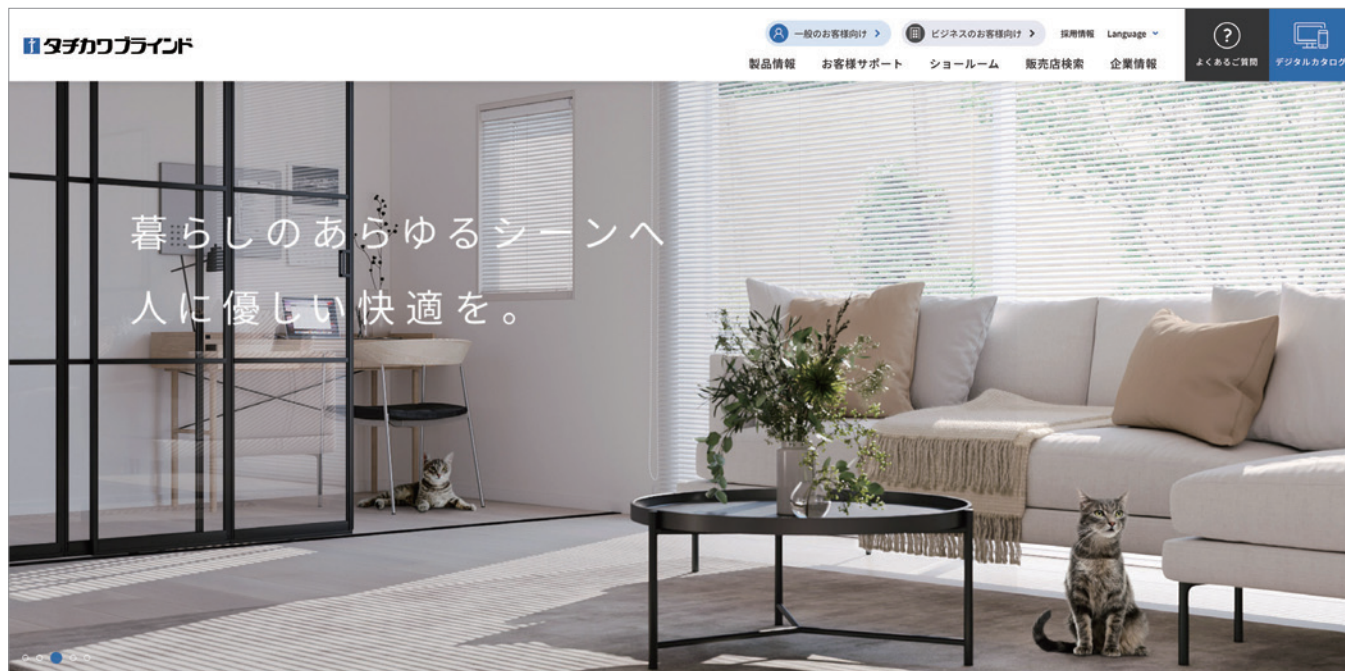 タチカワブラインド
一般のお客様向け
ビジネスのお客様向け
採用情報
Language
製品情報
お客様サポート
ショールーム
販売店検索
企業情報
?
よくあるご質問
デジタルカタログ
暮らしのあらゆるシーンへ
人に優しい快適を。